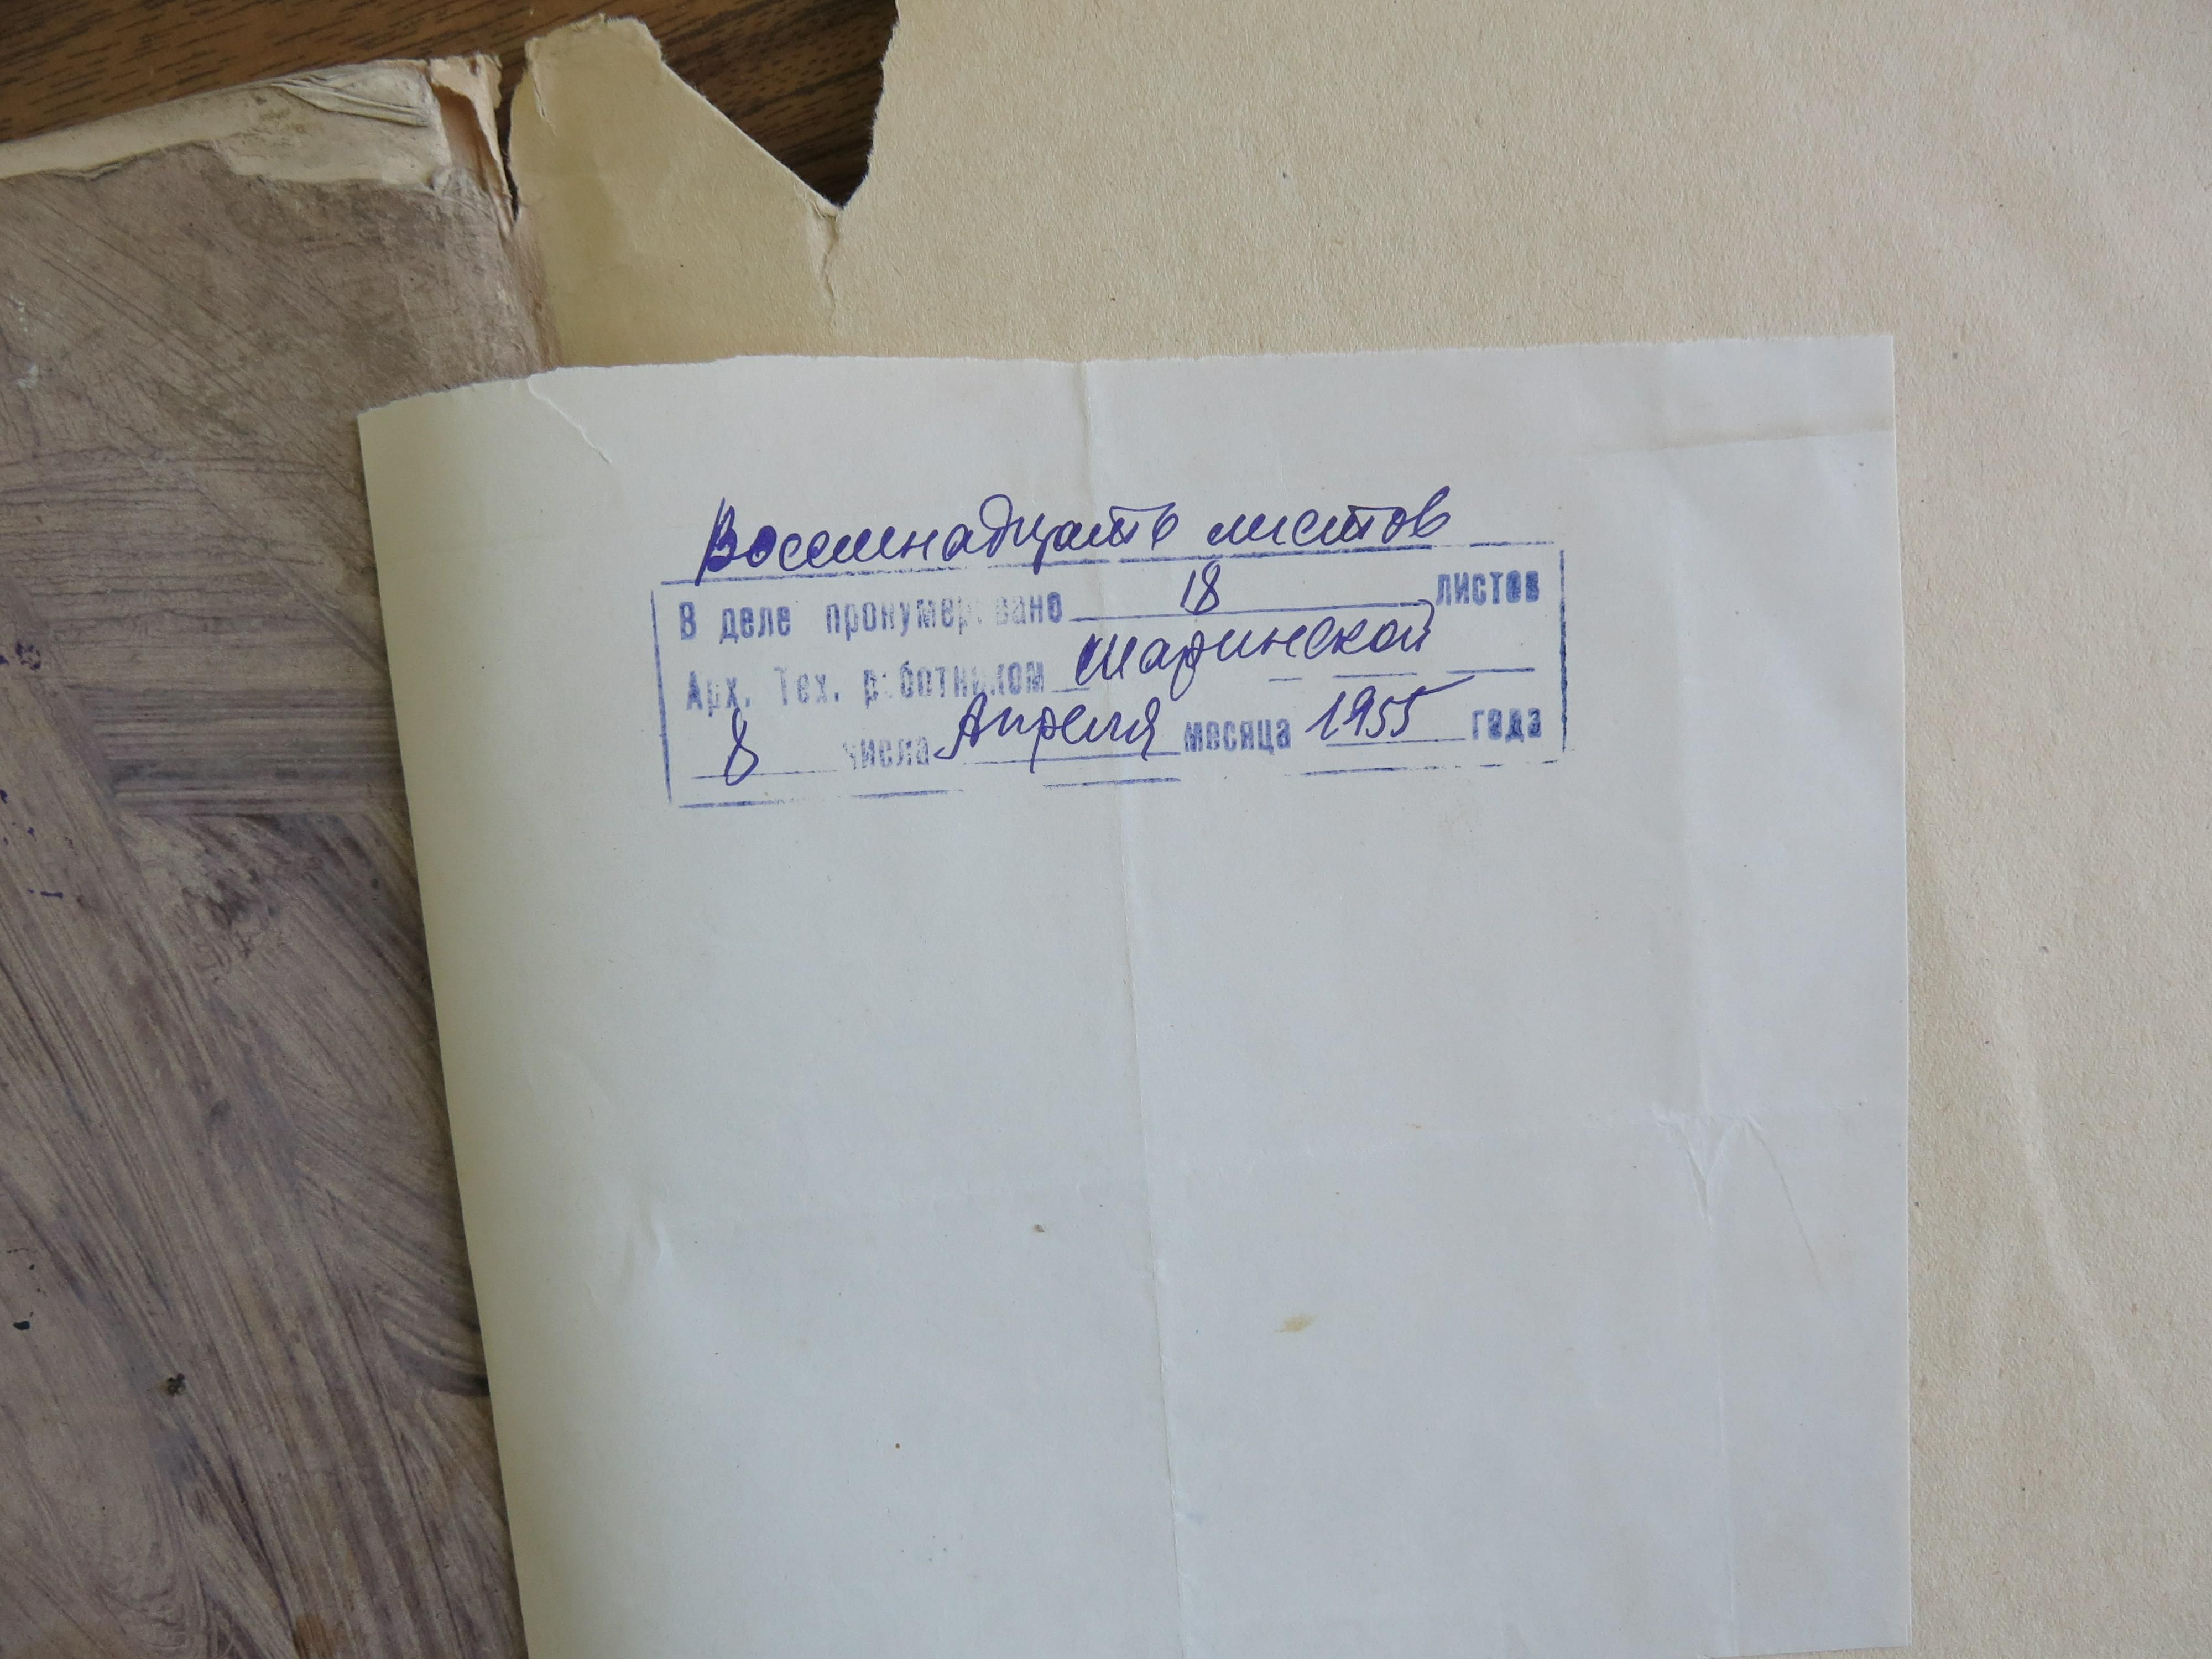 Восемнадцать листов
В деле пронумеровано 18 листов
Арх. Тех. работником Шаринской
8 числа Апреля месяца 1955 года